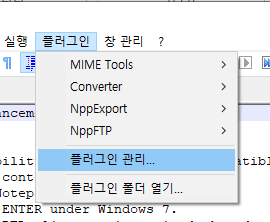 실행 플러그인 창 관리 ?
MIME Tools
Converter
NppExport
NppFTP
플러그인 관리...
플러그인 폴더 열기...
ENTER under Windows 7.